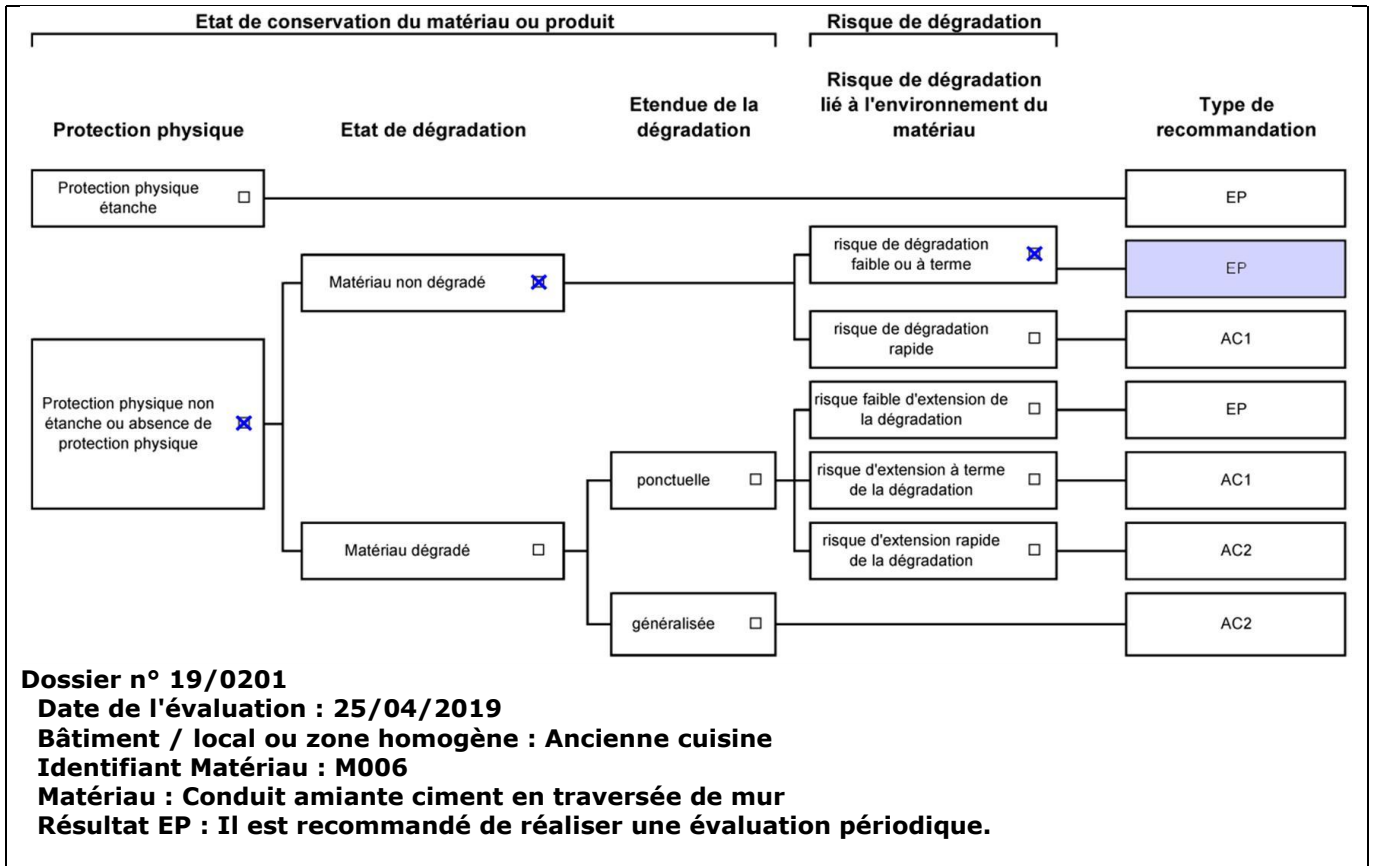 Etat de conservation du matériau ou produit
Risque de dégradation
Protection physique
Etat de dégradation
Etendue de la
dégradation
Risque de dégradation
lié à l'environnement du
matériau
Type de
recommandation
Protection physique
étanche
EP
risque de dégradation
faible ou à terme
EP
Matériau non dégradé
risque de dégradation
rapide
AC1
Protection physique non
étanche ou absence de
protection physique
risque faible d'extension de
la dégradation
EP
ponctuelle
risque d'extension à terme
de la dégradation
AC1
Matériau dégradé
risque d'extension rapide
de la dégradation
AC2
généralisée
AC2
Dossier n° 19/0201
Date de l'évaluation : 25/04/2019
Bâtiment / local ou zone homogène : Ancienne cuisine
Identifiant Matériau : M006
Matériau : Conduit amiante ciment en traversée de mur
Résultat EP : Il est recommandé de réaliser une évaluation périodique.